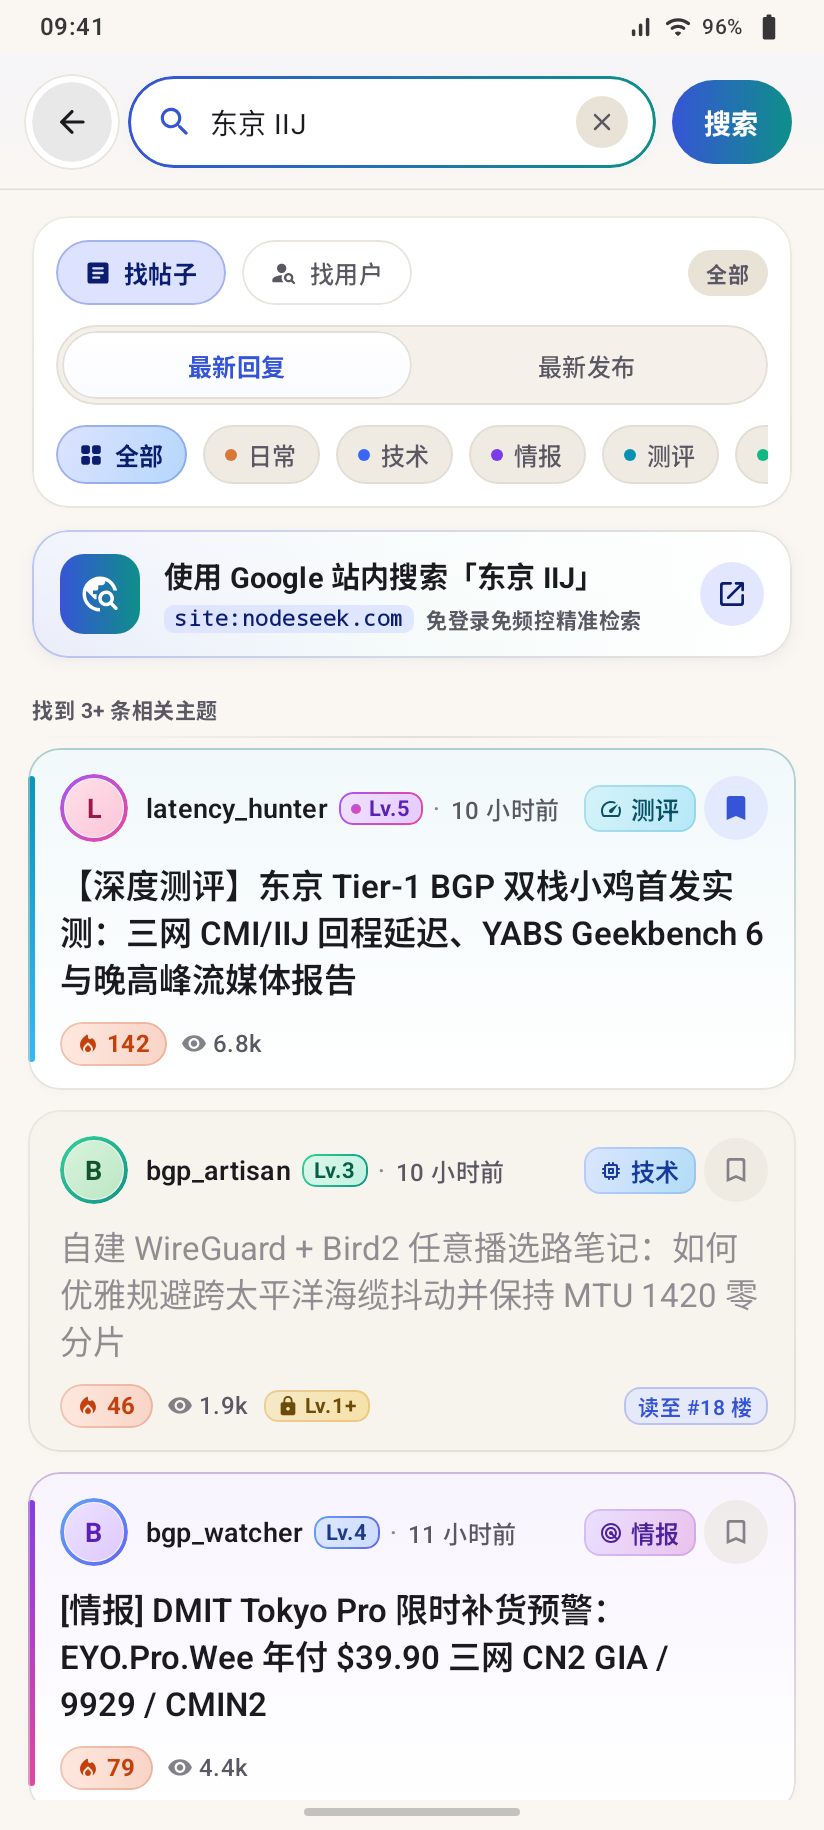 09:41
96%
东京 IIJ
搜索
找帖子
找用户
全部
最新回复
最新发布
全部
日常
技术
情报
测评
使用 Google 站内搜索「东京 IIJ」
site:nodeseek.com 免登录免频控精准检索
找到 3+ 条相关主题
L
latency_hunter
Lv.5
· 10 小时前
测评
【深度测评】东京 Tier-1 BGP 双栈小鸡首发实
测：三网 CMI/IIJ 回程延迟、YABS Geekbench 6
与晚高峰流媒体报告
142
6.8k
B
bgp_artisan
Lv.3
· 10 小时前
技术
自建 WireGuard + Bird2 任意播选路笔记：如何
优雅规避跨太平洋海缆抖动并保持 MTU 1420 零
分片
46
1.9k
Lv.1+
读至 #18 楼
B
bgp_watcher
Lv.4
· 11 小时前
情报
[情报] DMIT Tokyo Pro 限时补货预警：
EYO.Pro.Wee 年付 $39.90 三网 CN2 GIA /
9929 / CMIN2
79
4.4k